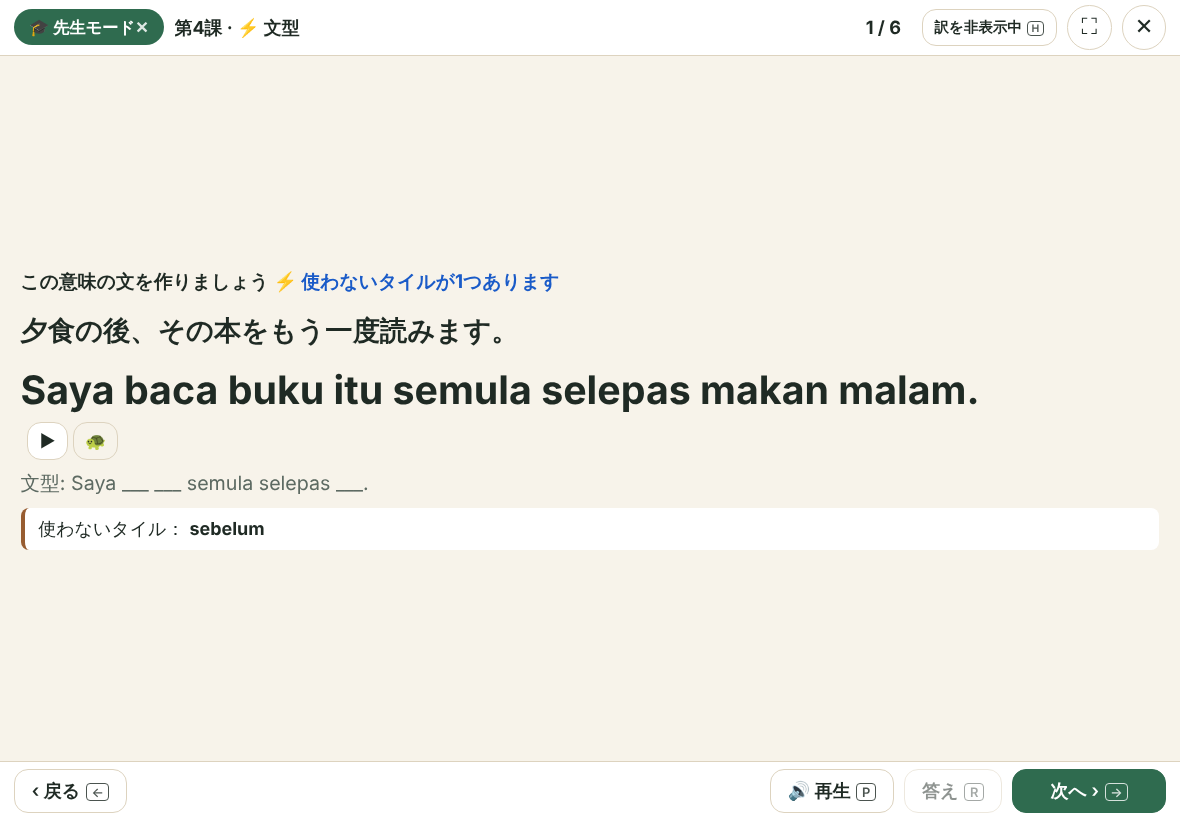 🎓 先生モード✕ 第4課 · ⚡ 文型 1 / 6 訳を非表示中 H ✕
この意味の文を作りましょう ⚡ 使わないタイルが1つあります
夕食の後、その本をもう一度読みます。
Saya baca buku itu semula selepas makan malam.
▶ 🐢
文型: Saya ___ ___ semula selepas ___.
使わないタイル： sebelum
‹ 戻る ← 🔊 再生 P 答え R 次へ › →